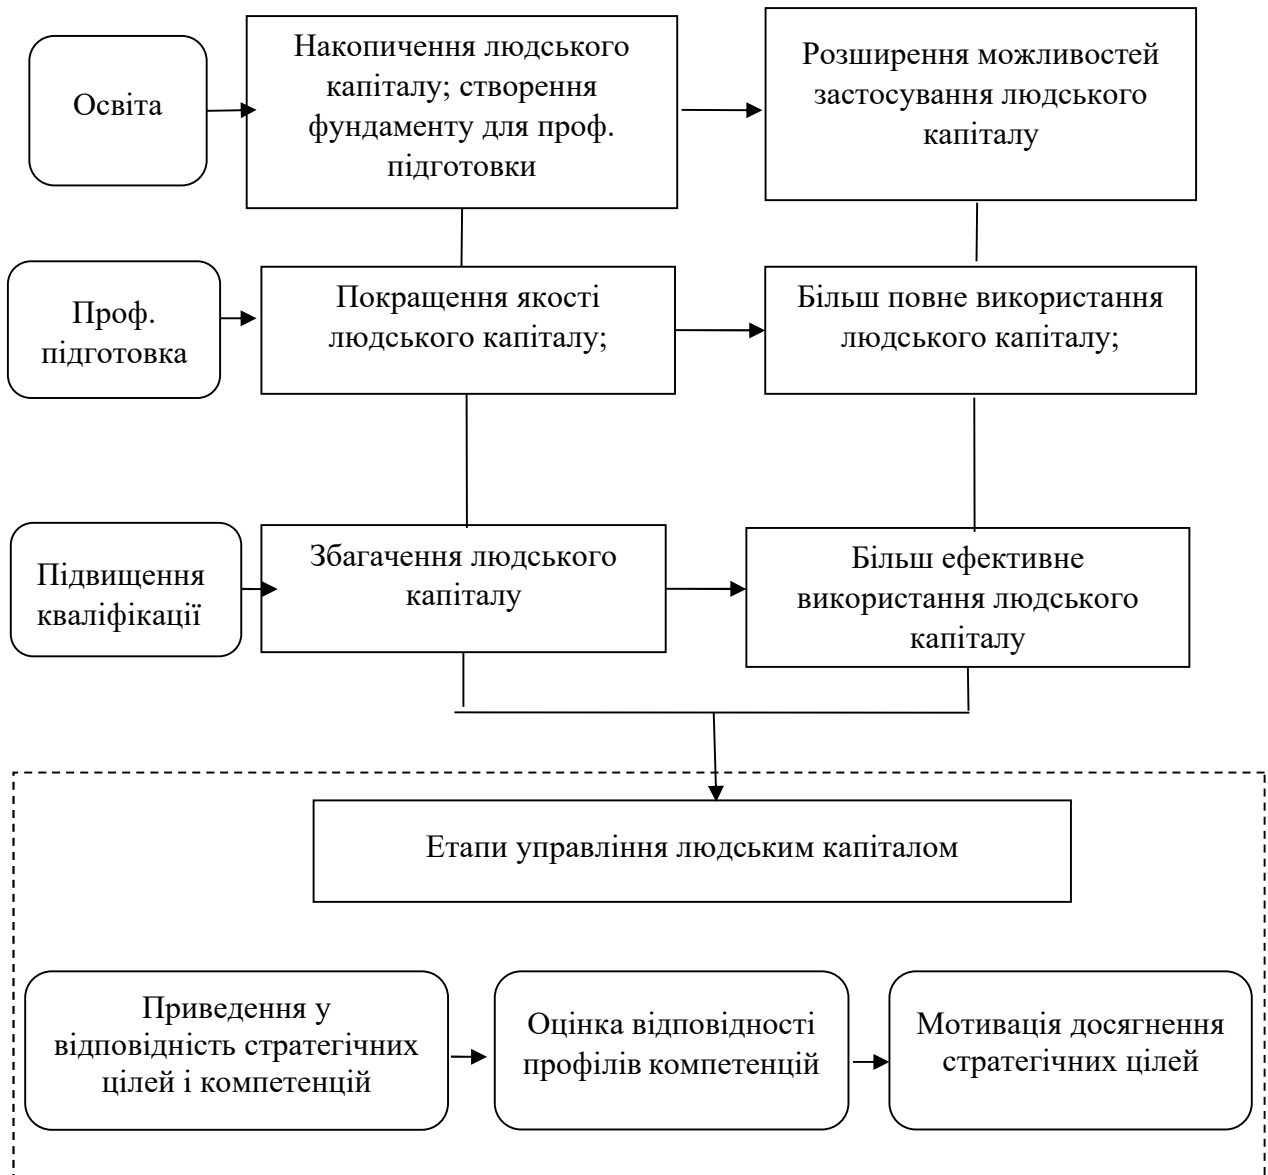 Освіта
Накопичення людського
капіталу; створення
фундаменту для проф.
підготовки
Розширення можливостей
застосування людського
капіталу
Проф.
підготовка
Покращення якості
людського капіталу;
Більш повне використання
людського капіталу;
Підвищення
кваліфікації
Збагачення людського
капіталу
Більш ефективне
використання людського
капіталу
Етапи управління людським капіталом
Приведення у
відповідність стратегічних
цілей і компетенцій
Оцінка відповідності
профілів компетенцій
Мотивація досягнення
стратегічних цілей